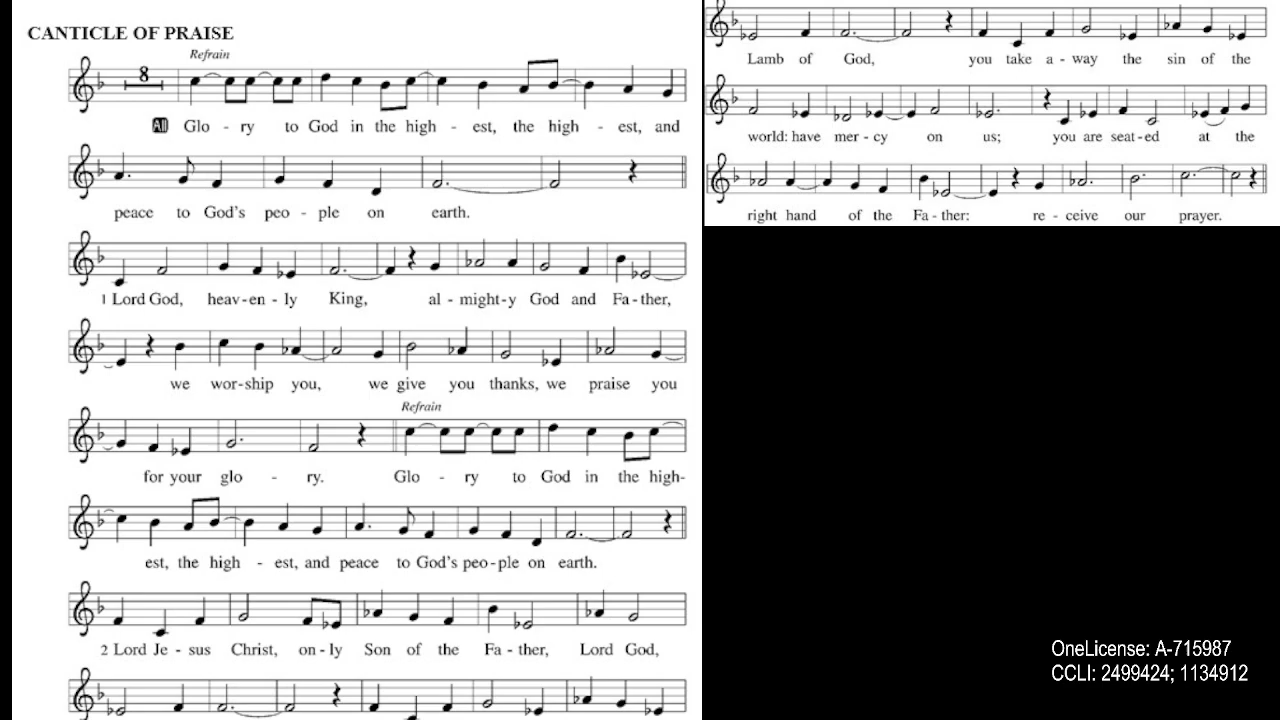 CANTICLE OF PRAISE
Refrain
8
All Glo - ry to God in the high - est, the high - est, and
peace to God's peo - ple on earth.
1 Lord God, heav - en - ly King, al - might - y God and Fa - ther,
we wor - ship you, we give you thanks, we praise you
Refrain
for your glo - ry. Glo - ry to God in the high-
est, the high - est, and peace to God's peo - ple on earth.
2 Lord Je - sus Christ, on - ly Son of the Fa - ther, Lord God,
Lamb of God, you take a - way the sin of the
world: have mer - cy on us; you are seat - ed at the
right hand of the Fa - ther: re - ceive our prayer.
OneLicense: A-715987
CCLI: 2499424; 1134912